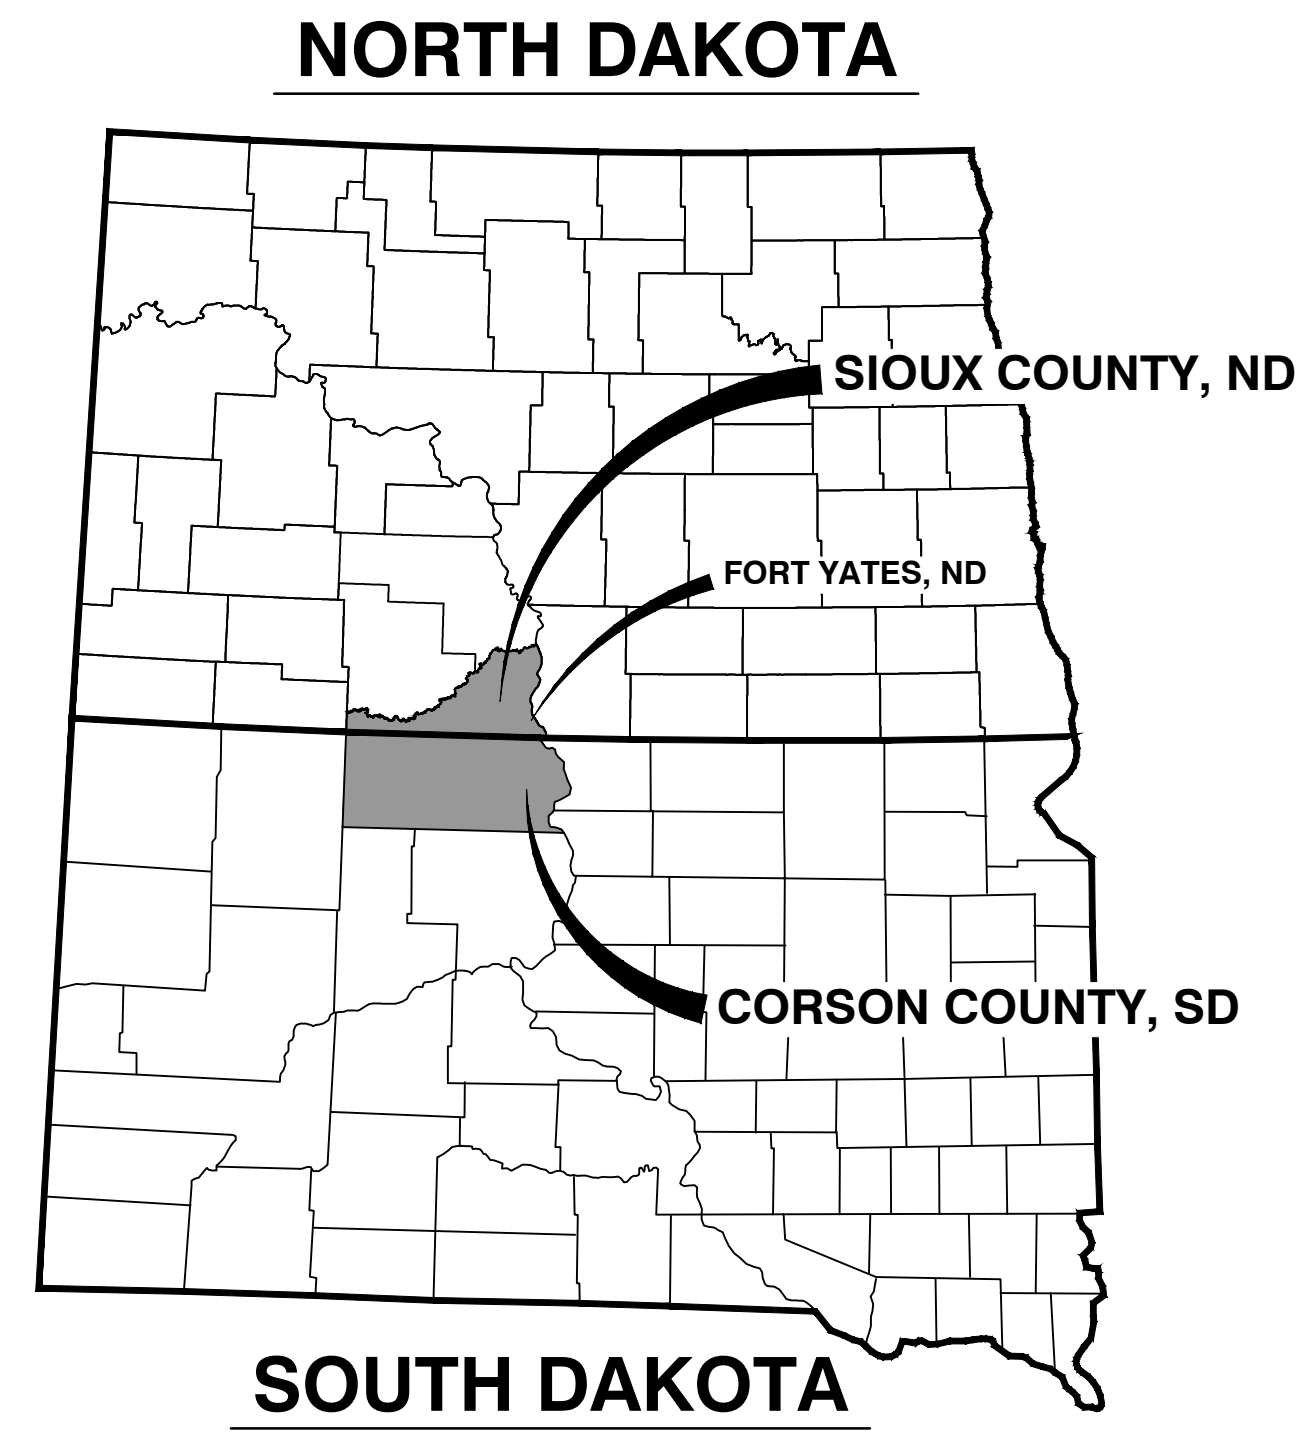 NORTH DAKOTA
SIOUX COUNTY, ND
FORT YATES, ND
CORSON COUNTY, SD
SOUTH DAKOTA